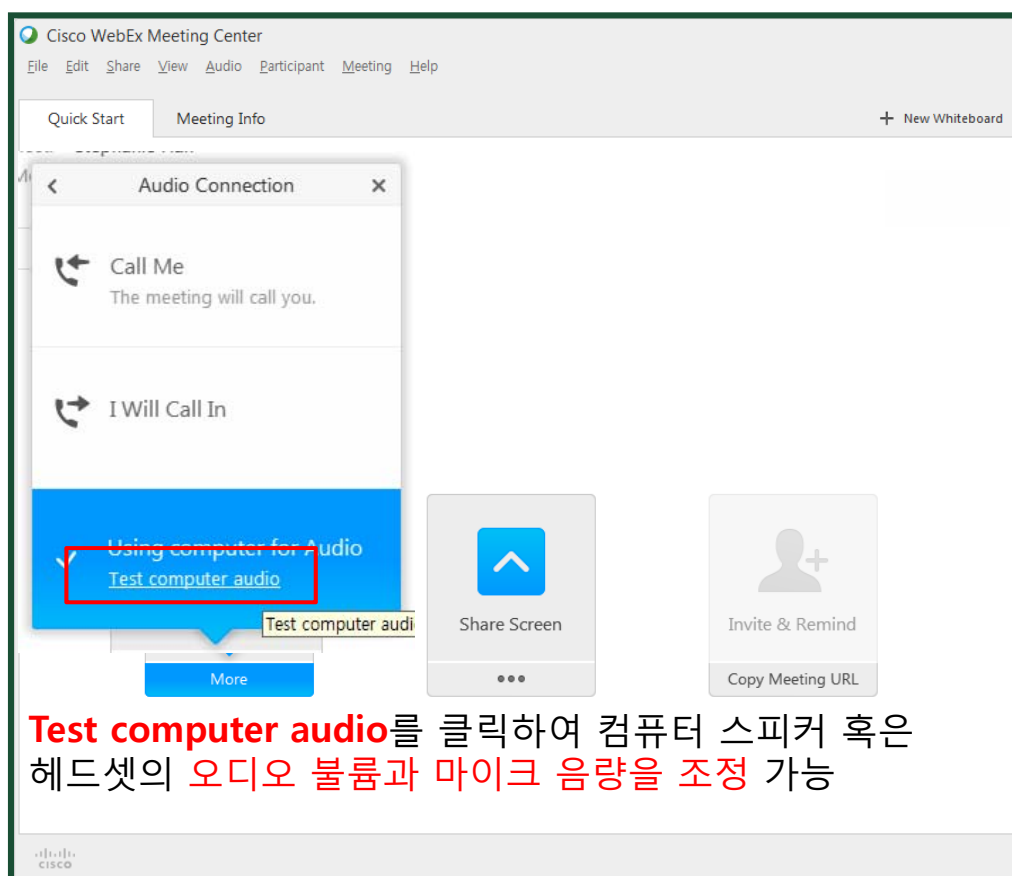 Cisco WebEx Meeting Center
File Edit Share View Audio Participant Meeting Help
Quick Start Meeting Info + New Whiteboard
Audio Connection
Call Me
The meeting will call you.
I Will Call In
Using computer for Audio
Test computer audio
Test computer audi
Share Screen
Invite & Remind
More
Copy Meeting URL
Test computer audio를 클릭하여 컴퓨터 스피커 혹은
헤드셋의 오디오 불륨과 마이크 음량을 조정 가능
CISCO